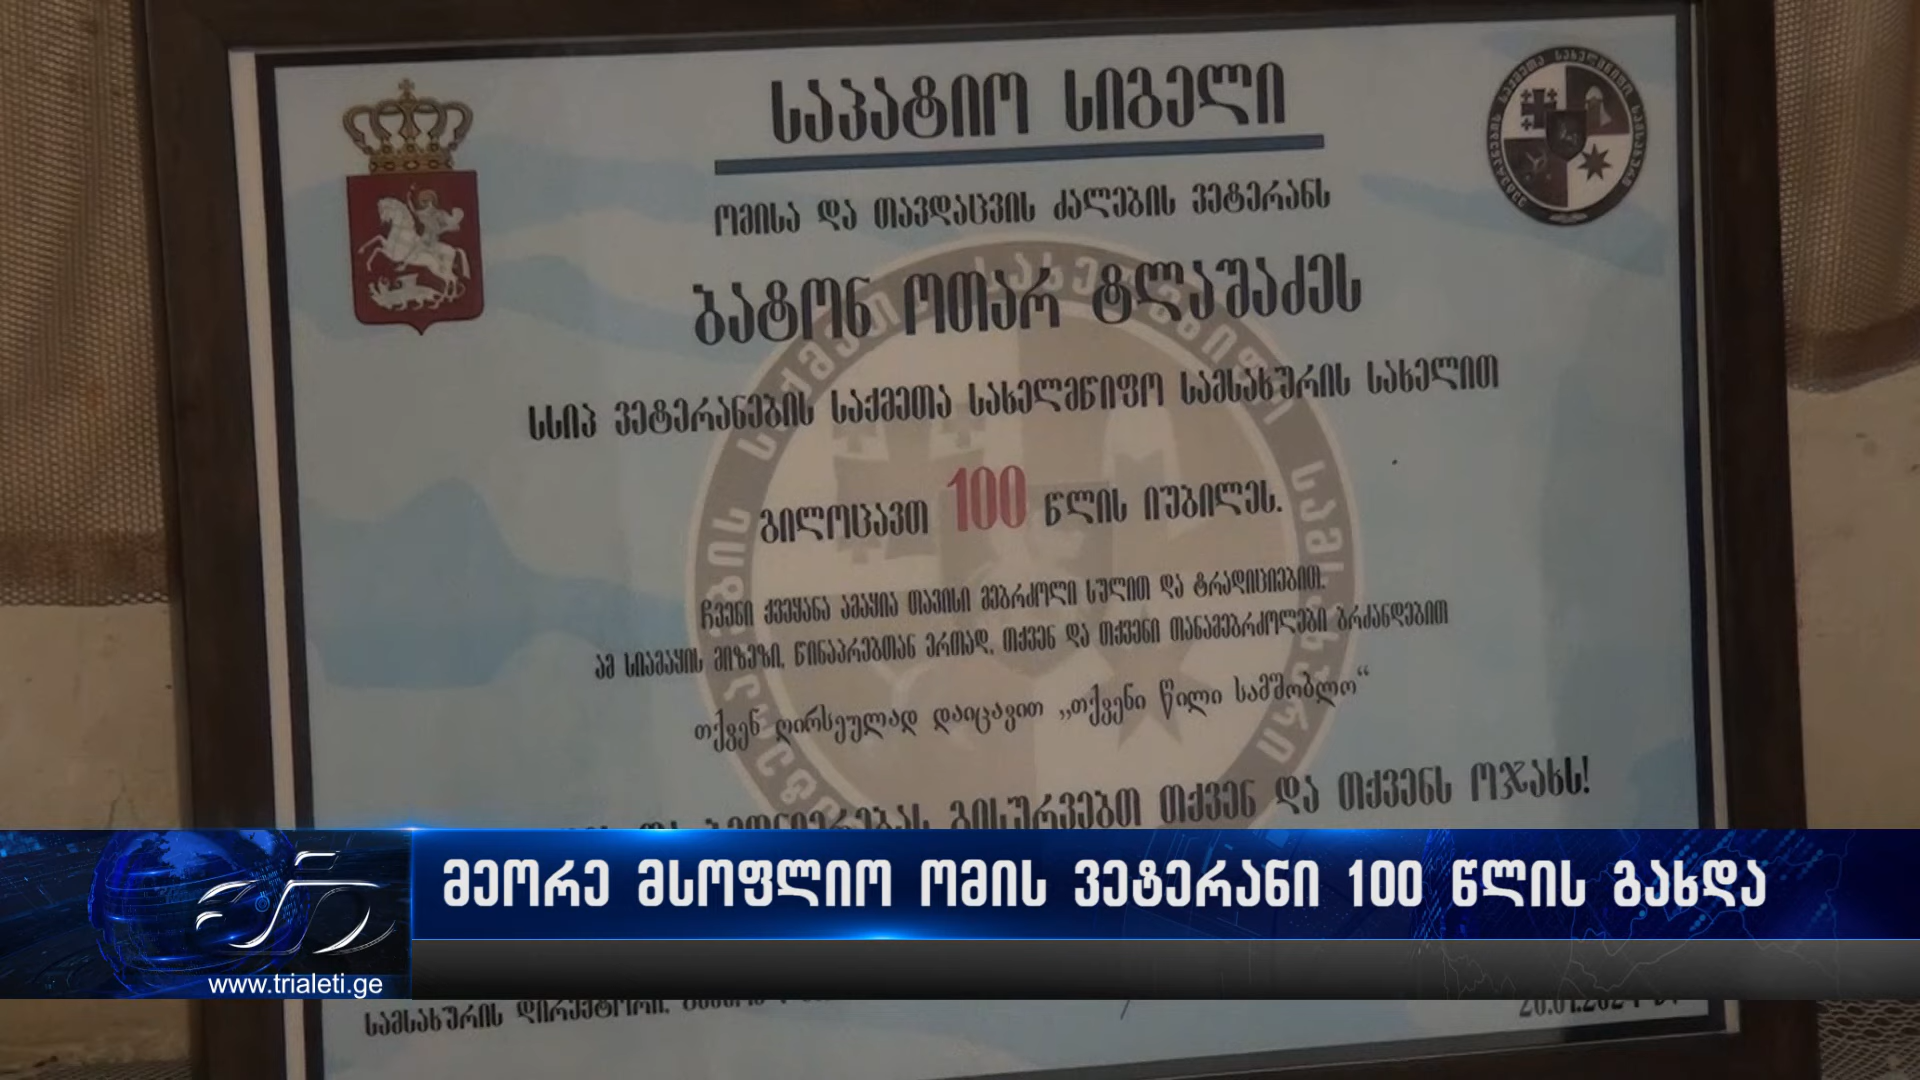 საპატიო სიგელი
ომისა და თავდაცვის ძალების ვეტერანს
ბატონ ოთარ ტლაშაძეს
სსიპ ვეტერანების საქმეთა სახელმწიფო სამსახურის სახელით
გილოცავთ 100 წლის იუბილეს.
ჩვენი ქვეყანა ამაყია თავისი მებრძოლი სულით და ტრადიციებით.
ამ სიამაყის მიზეზი, წინაპრებთან ერთად, თქვენ და თქვენი თანამებრძოლები ბრძანდებით
თქვენ ღირსეულად დაიცავით „თქვენი წილი სამშობლო“
გისურვებთ თქვენ და თქვენს ოჯახს!
მეორე მსოფლიო ომის ვეტერანი 100 წლის გახდა
www.trialeti.ge
სამსახურის დირექტორი,